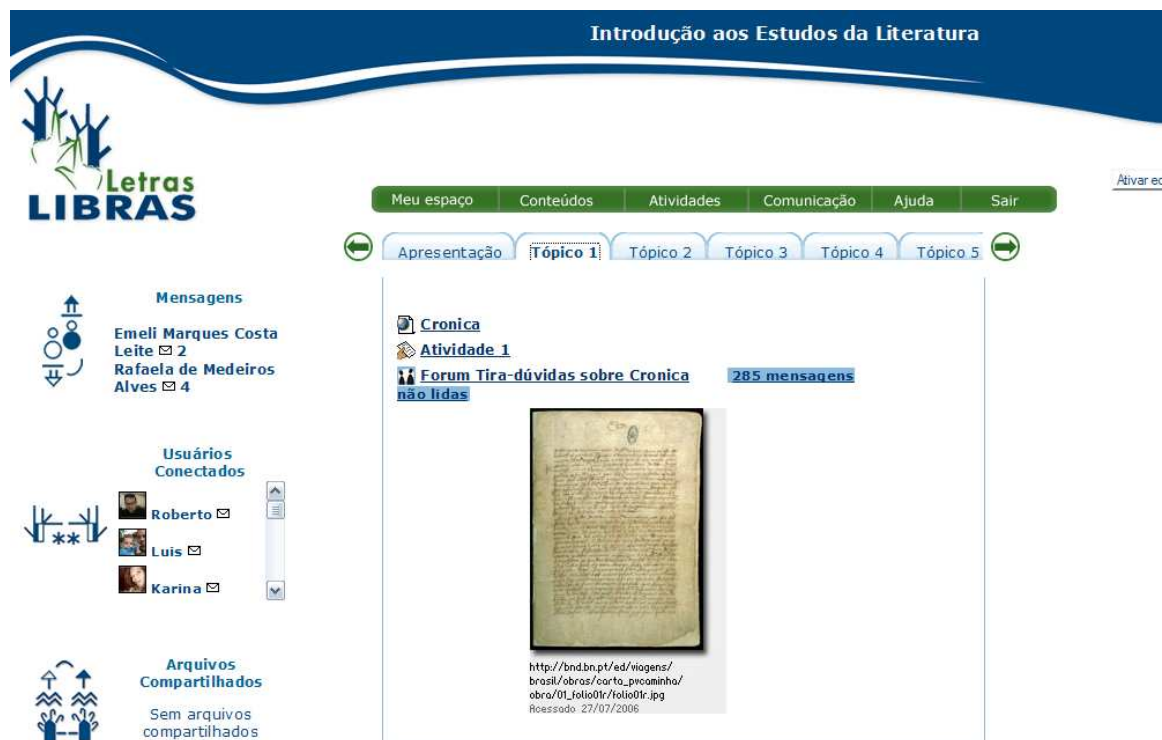 Introdução aos Estudos da Literatura
Letras
LIBRAS
Ativar ec
Meu espaço Conteúdos Atividades Comunicação Ajuda Sair
Apresentação Tópico 1 Tópico 2 Tópico 3 Tópico 4 Tópico 5
Mensagens
Emeli Marques Costa
Leite 2
Rafaela de Medeiros
Alves 4
Usuários
Conectados
Roberto
Luis
Karina
Arquivos
Compartilhados
Sem arquivos
compartilhados
Cronica
Atividade 1
Forum Tira-dúvidas sobre Cronica 285 mensagens
não lidas
http://bnd.bn.pt/ed/viagens/
brasil/obras/carta_pvcaminha/
obra/01_folio01r/folio01r.jpg
Acessado 27/07/2006